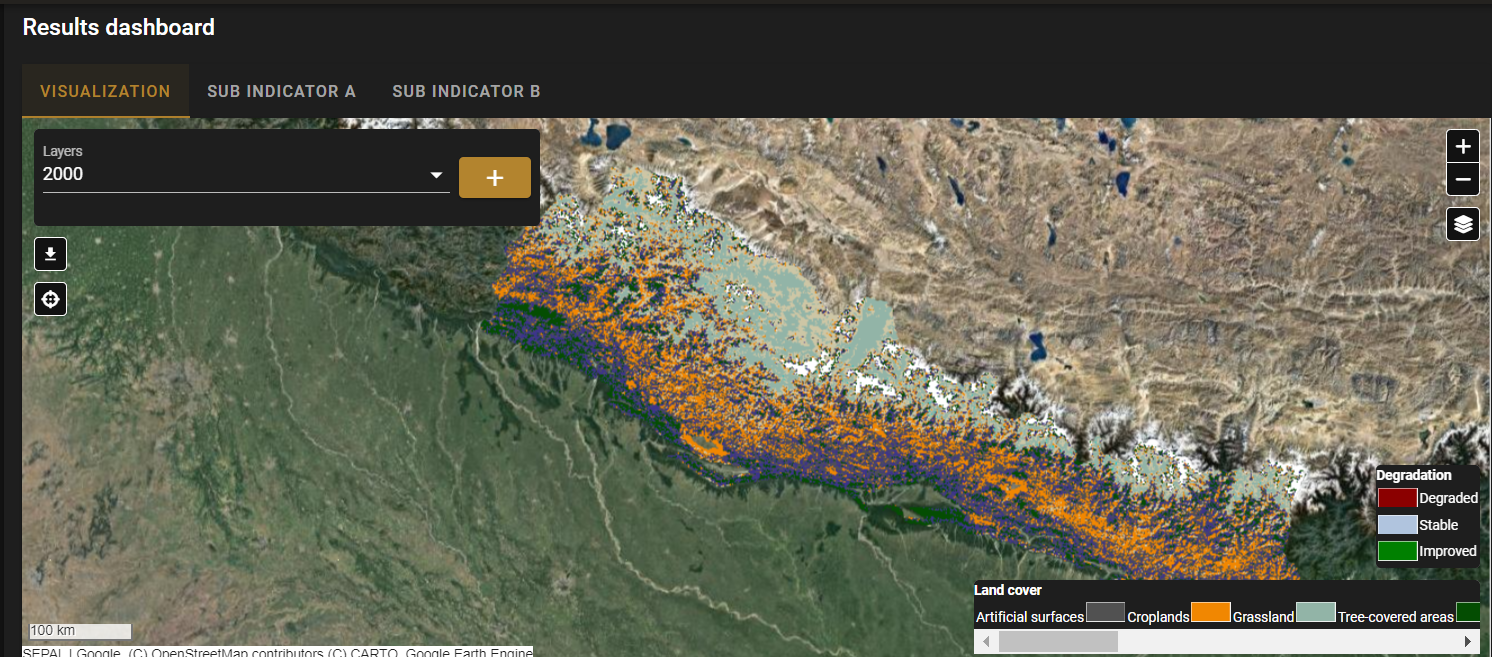 Results dashboard
VISUALIZATION SUB INDICATOR A SUB INDICATOR B
Layers
2000
Degradation
Degraded
Stable
Improved
Land cover
Artificial surfaces Croplands Grassland Tree-covered areas
100 km
SEPAL | Google, (C) OpenStreetMap contributors (C) CARTO, Google Earth Engine